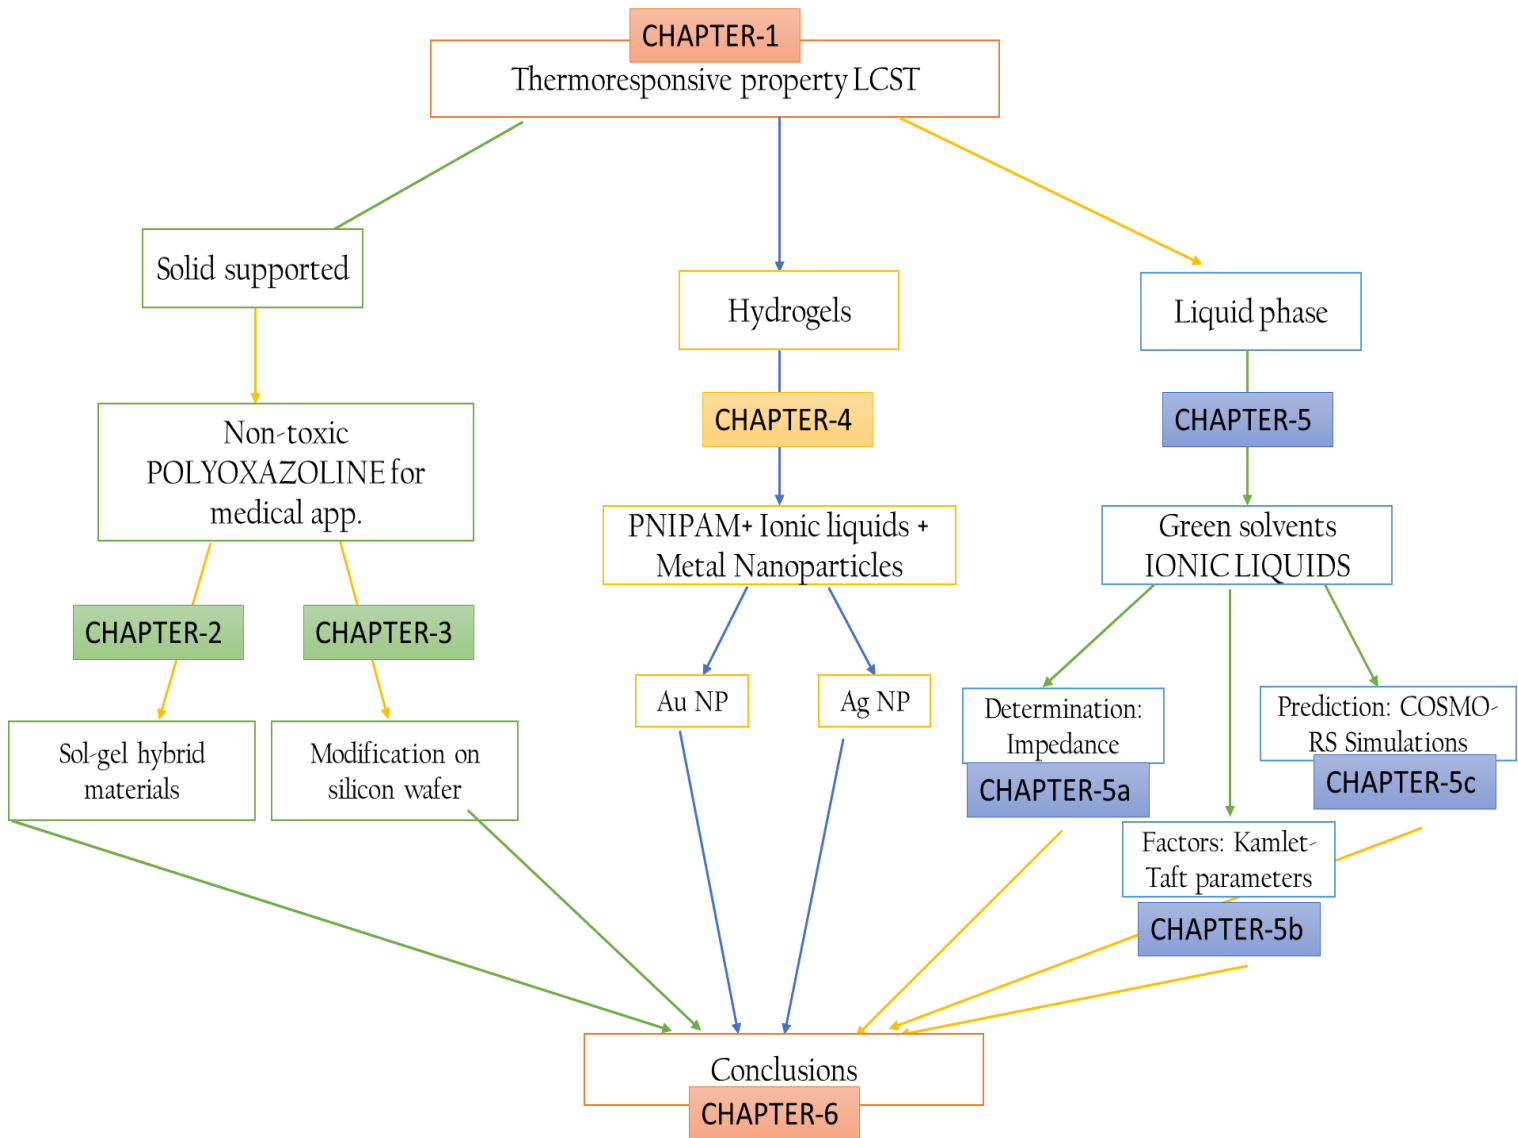 CHAPTER-1
Thermoresponsive property LCST
Solid supported
Hydrogels
Liquid phase
CHAPTER-4
CHAPTER-5
Non-toxic
POLYOXAZOLINE for
medical app.
PNIPAM+ Ionic liquids +
Metal Nanoparticles
Green solvents
IONIC LIQUIDS
CHAPTER-2
CHAPTER-3
Au NP
Ag NP
Determination:
Impedance
CHAPTER-5a
Prediction: COSMO-
RS Simulations
CHAPTER-5c
Sol-gel hybrid
materials
Modification on
silicon wafer
Factors: Kamlet-
Taft parameters
CHAPTER-5b
Conclusions
CHAPTER-6